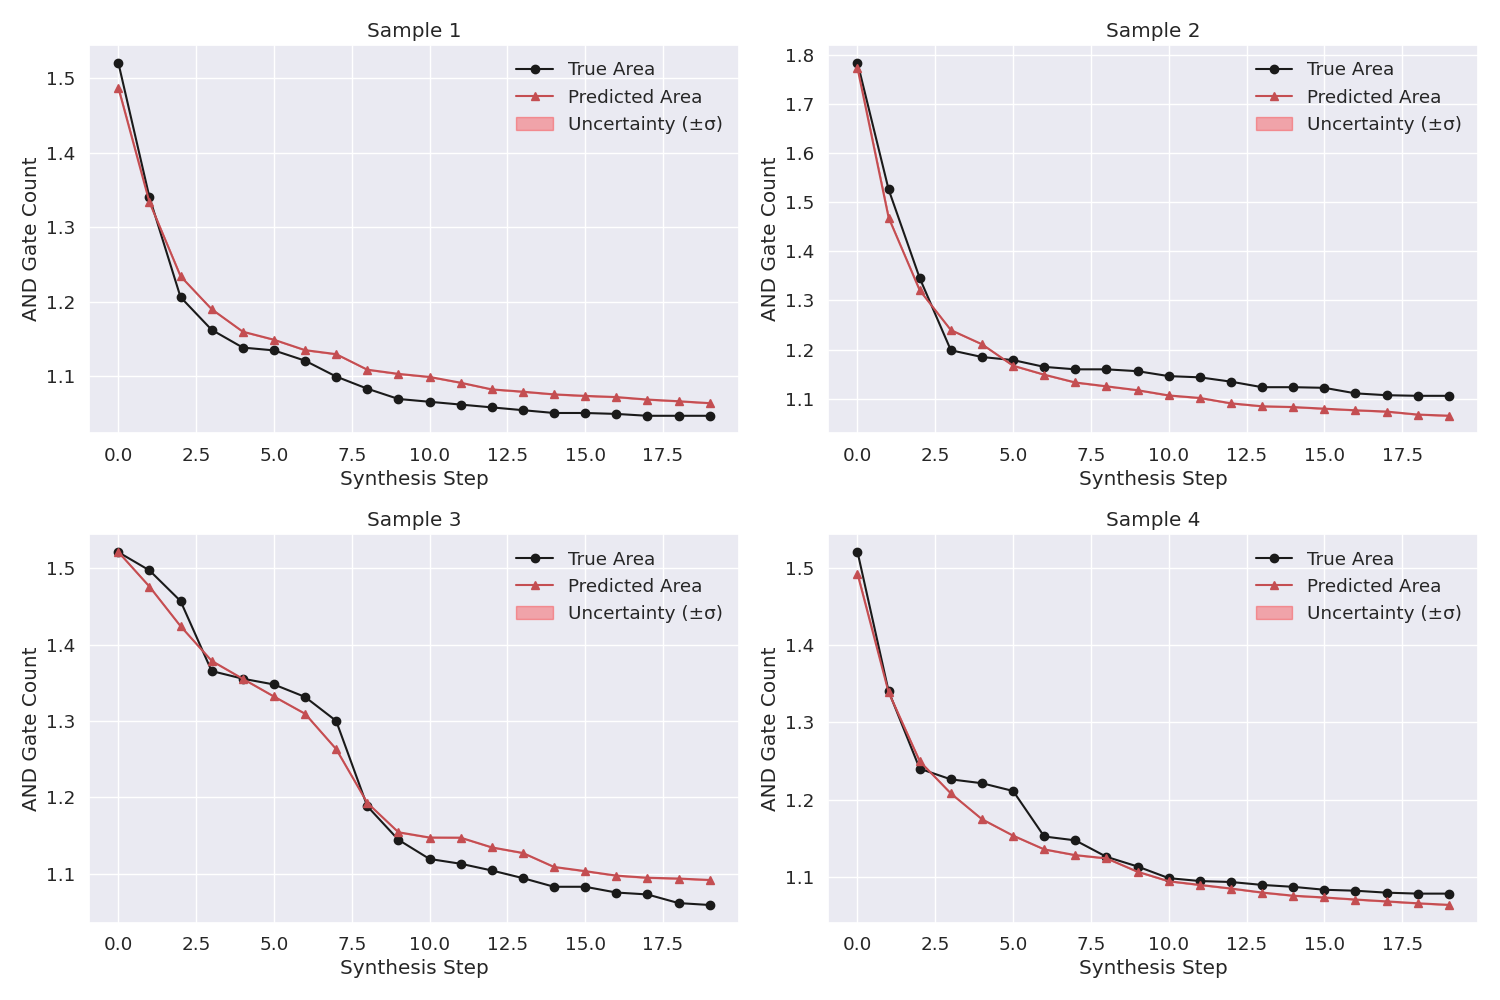 Sample 1
AND Gate Count
1.5
1.4
1.3
1.2
1.1
True Area
Predicted Area
Uncertainty (±σ)
0.0 2.5 5.0 7.5 10.0 12.5 15.0 17.5
Synthesis Step
Sample 2
AND Gate Count
1.8
1.7
1.6
1.5
1.4
1.3
1.2
1.1
True Area
Predicted Area
Uncertainty (±σ)
0.0 2.5 5.0 7.5 10.0 12.5 15.0 17.5
Synthesis Step
Sample 3
AND Gate Count
1.5
1.4
1.3
1.2
1.1
True Area
Predicted Area
Uncertainty (±σ)
0.0 2.5 5.0 7.5 10.0 12.5 15.0 17.5
Synthesis Step
Sample 4
AND Gate Count
1.5
1.4
1.3
1.2
1.1
True Area
Predicted Area
Uncertainty (±σ)
0.0 2.5 5.0 7.5 10.0 12.5 15.0 17.5
Synthesis Step